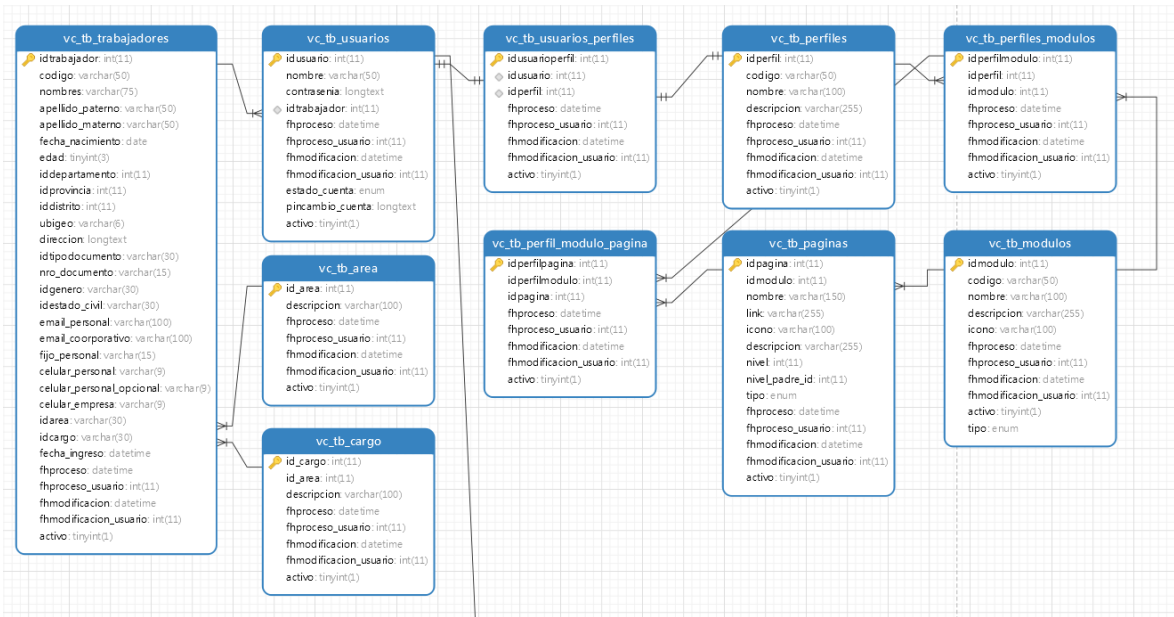 vc_tb_trabajadores
idtrabajador: int(11)
codigo: varchar(50)
nombres: varchar(75)
apellido_paterno: varchar(50)
apellido_materno: varchar(50)
fecha_nacimiento: date
edad: tinyint(3)
iddepartamento: int(11)
idprovincia: int(11)
iddistrito: int(11)
ubigeo: varchar(6)
direccion: longtext
idtipodocumento: varchar(30)
nro_documento: varchar(15)
idgenero: varchar(30)
idestado_civil: varchar(30)
email_personal: varchar(100)
email_coorporativo: varchar(100)
fijo_personal: varchar(15)
celular_personal: varchar(9)
celular_personal_opcional: varchar(9)
celular_empresa: varchar(9)
idarea: varchar(30)
idcargo: varchar(30)
fecha_ingreso: datetime
fhproceso: datetime
fhproceso_usuario: int(11)
fhmodificacion: datetime
fhmodificacion_usuario: int(11)
activo: tinyint(1)
vc_tb_usuarios
idusuario: int(11)
nombre: varchar(50)
contrasenia: longtext
idtrabajador: int(11)
fhproceso: datetime
fhproceso_usuario: int(11)
fhmodificacion: datetime
fhmodificacion_usuario: int(11)
estado_cuenta: enum
pincambio_cuenta: longtext
activo: tinyint(1)
vc_tb_area
id_area: int(11)
descripcion: varchar(100)
fhproceso: datetime
fhproceso_usuario: int(11)
fhmodificacion: datetime
fhmodificacion_usuario: int(11)
activo: tinyint(1)
vc_tb_cargo
id_cargo: int(11)
id_area: int(11)
descripcion: varchar(100)
fhproceso: datetime
fhproceso_usuario: int(11)
fhmodificacion: datetime
fhmodificacion_usuario: int(11)
activo: tinyint(1)
vc_tb_usuarios_perfiles
idusuarioperfil: int(11)
idusuario: int(11)
idperfil: int(11)
fhproceso: datetime
fhproceso_usuario: int(11)
fhmodificacion: datetime
fhmodificacion_usuario: int(11)
activo: tinyint(1)
vc_tb_perfil_modulo_pagina
idperfilpagina: int(11)
idperfilmodulo: int(11)
idpagina: int(11)
fhproceso: datetime
fhproceso_usuario: int(11)
fhmodificacion: datetime
fhmodificacion_usuario: int(11)
activo: tinyint(1)
vc_tb_perfiles
idperfil: int(11)
codigo: varchar(50)
nombre: varchar(100)
descripcion: varchar(255)
fhproceso: datetime
fhproceso_usuario: int(11)
fhmodificacion: datetime
fhmodificacion_usuario: int(11)
activo: tinyint(1)
vc_tb_paginas
idpagina: int(11)
idmodulo: int(11)
nombre: varchar(150)
link: varchar(255)
icono: varchar(100)
descripcion: varchar(255)
nivel: int(11)
nivel_padre_id: int(11)
tipo: enum
fhproceso: datetime
fhproceso_usuario: int(11)
fhmodificacion: datetime
fhmodificacion_usuario: int(11)
activo: tinyint(1)
vc_tb_perfiles_modulos
idperfilmodulo: int(11)
idperfil: int(11)
idmodulo: int(11)
fhproceso: datetime
fhproceso_usuario: int(11)
fhmodificacion: datetime
fhmodificacion_usuario: int(11)
activo: tinyint(1)
vc_tb_modulos
idmodulo: int(11)
codigo: varchar(50)
nombre: varchar(100)
descripcion: varchar(255)
icono: varchar(100)
fhproceso: datetime
fhproceso_usuario: int(11)
fhmodificacion: datetime
fhmodificacion_usuario: int(11)
activo: tinyint(1)
tipo: enum